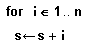 for i ∈ 1..n
s←s + i